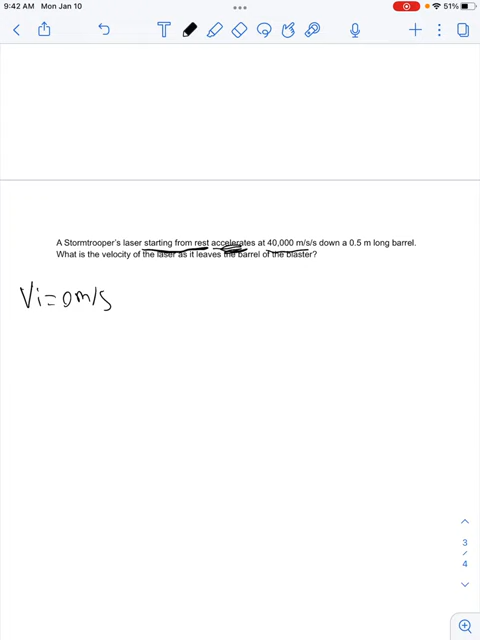 9:42 AM Mon Jan 10
51%
A Stormtrooper's laser starting from rest accelerates at 40,000 m/s/s down a 0.5 m long barrel.
What is the velocity of the laser as it leaves the barrel of the blaster?
Vi=0m/s
3
/
4